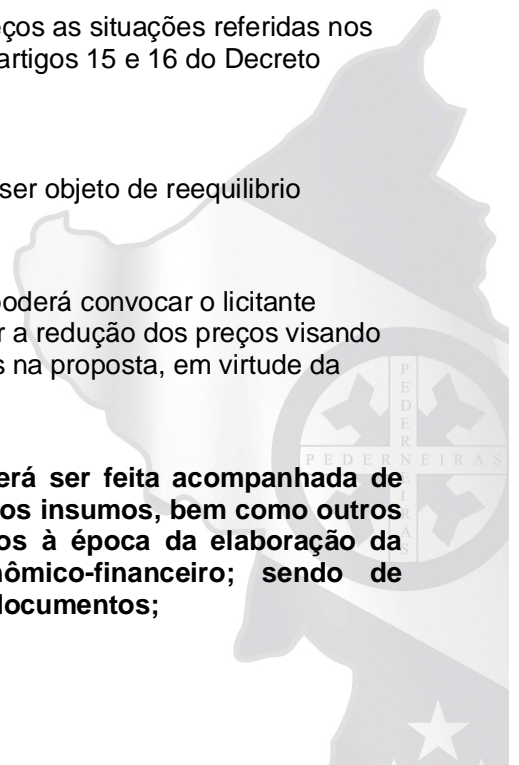 eços as situações referidas nos
artigos 15 e 16 do Decreto
ser objeto de reequilibrio
poderá convocar o licitante
r a redução dos preços visando
s na proposta, em virtude da
erá ser feita acompanhada de
os insumos, bem como outros
os à época da elaboração da
nômico-financeiro; sendo de
documentos;
PEDERNEIRAS
PEDERNEIRAS